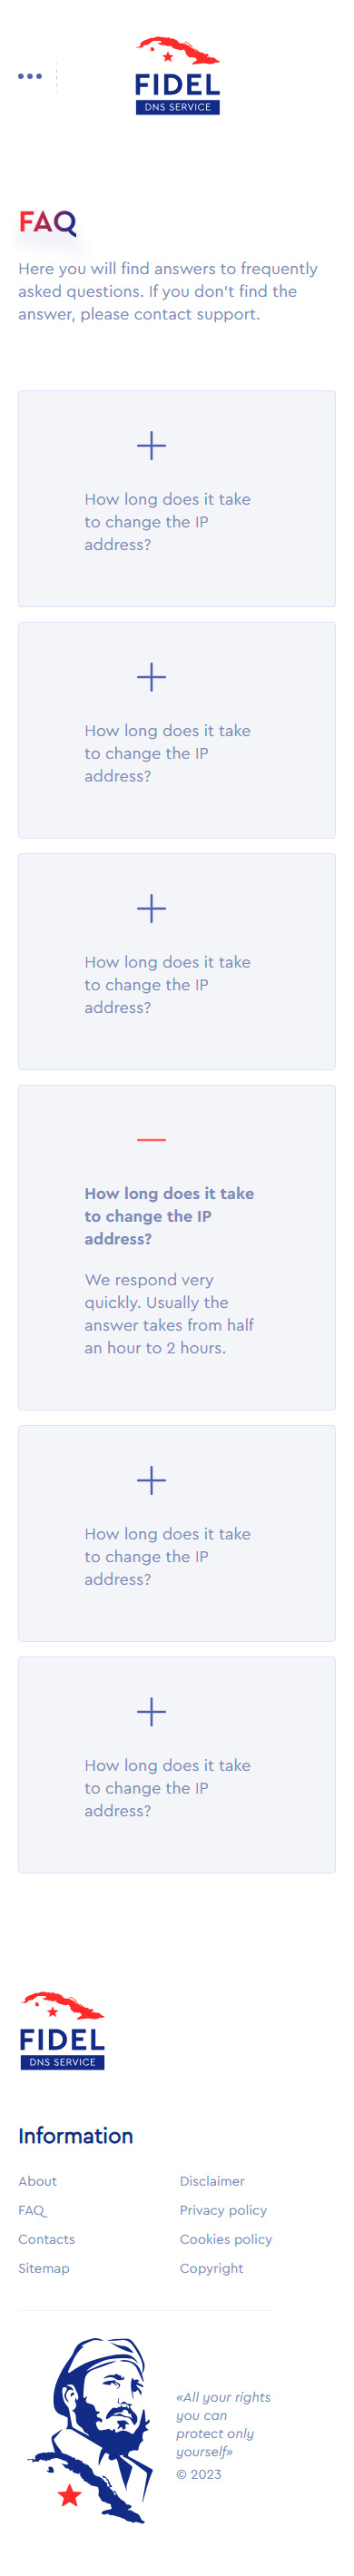 FIDEL
DNS SERVICE
FAQ
Here you will find answers to frequently
asked questions. If you don't find the
answer, please contact support.
How long does it take
to change the IP
address?
How long does it take
to change the IP
address?
How long does it take
to change the IP
address?
How long does it take
to change the IP
address?
We respond very
quickly. Usually the
answer takes from half
an hour to 2 hours.
How long does it take
to change the IP
address?
How long does it take
to change the IP
address?
FIDEL
DNS SERVICE
Information
About
Disclaimer
FAQ
Privacy policy
Contacts
Cookies policy
Sitemap
Copyright
«All your rights
you can
protect only
yourself»
© 2023